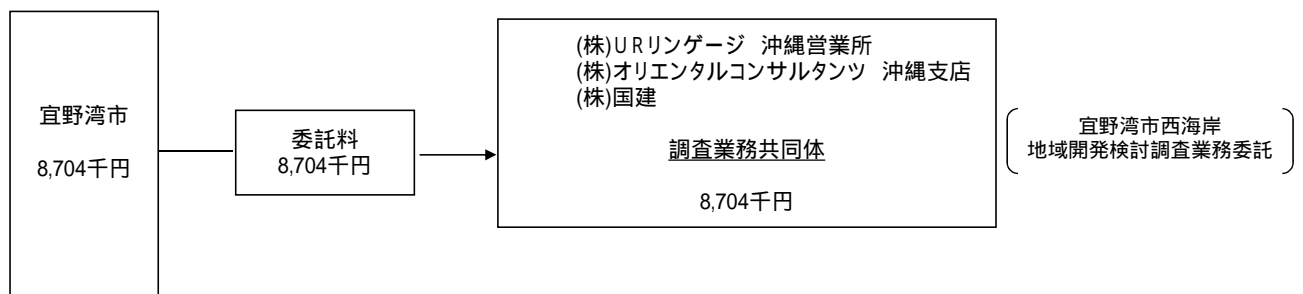 宜野湾市
8,704千円
委託料
8,704千円
(株)URリンゲージ 沖縄営業所
(株)オリエンタルコンサルタンツ 沖縄支店
(株)国建
調査業務共同体
8,704千円
宜野湾市西海岸
地域開発検討調査業務委託